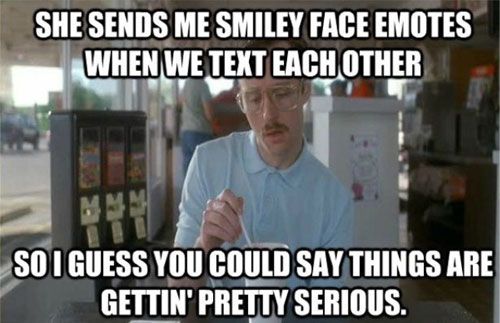 SHE SENDS ME SMILEY FACE EMOTES
WHEN WE TEXT EACH OTHER
SO I GUESS YOU COULD SAY THINGS ARE
GETTIN' PRETTY SERIOUS.